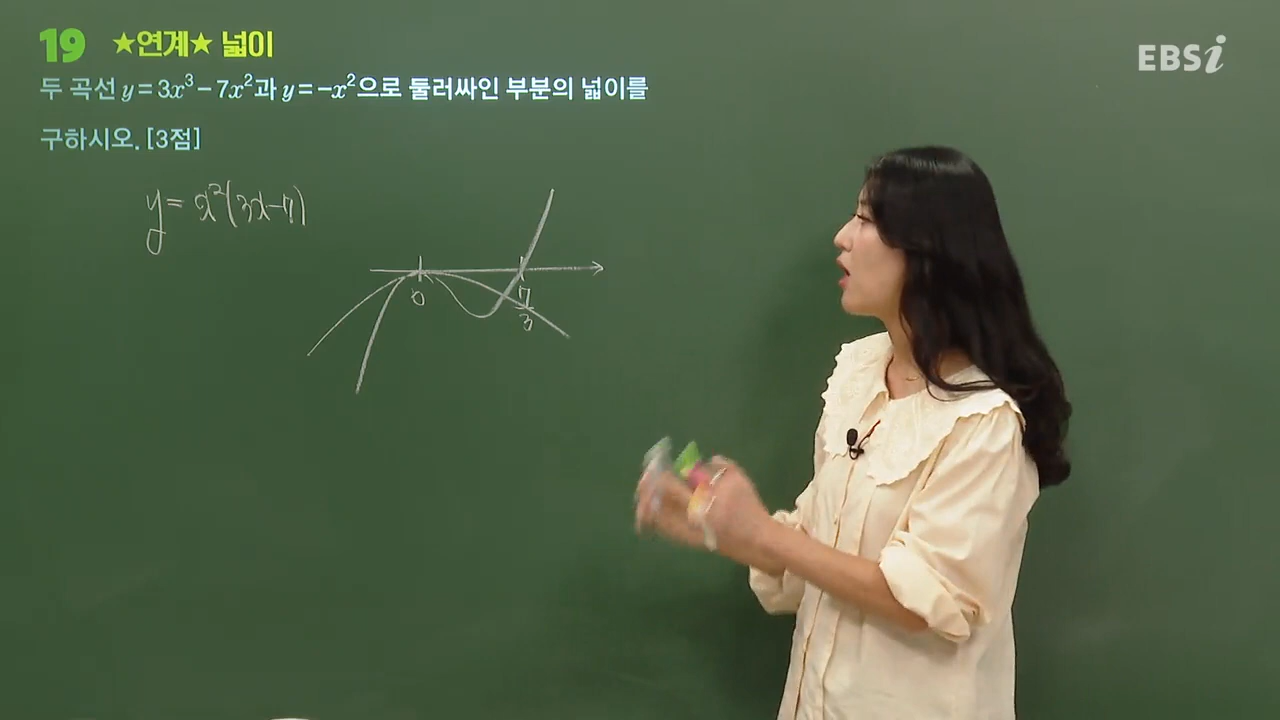 19 ★연계★ 넓이
EBSi
두 곡선 y = 3x³ − 7x²과 y = −x²으로 둘러싸인 부분의 넓이를
구하시오. [3점]
y = x²(3x−7)
0
7
3